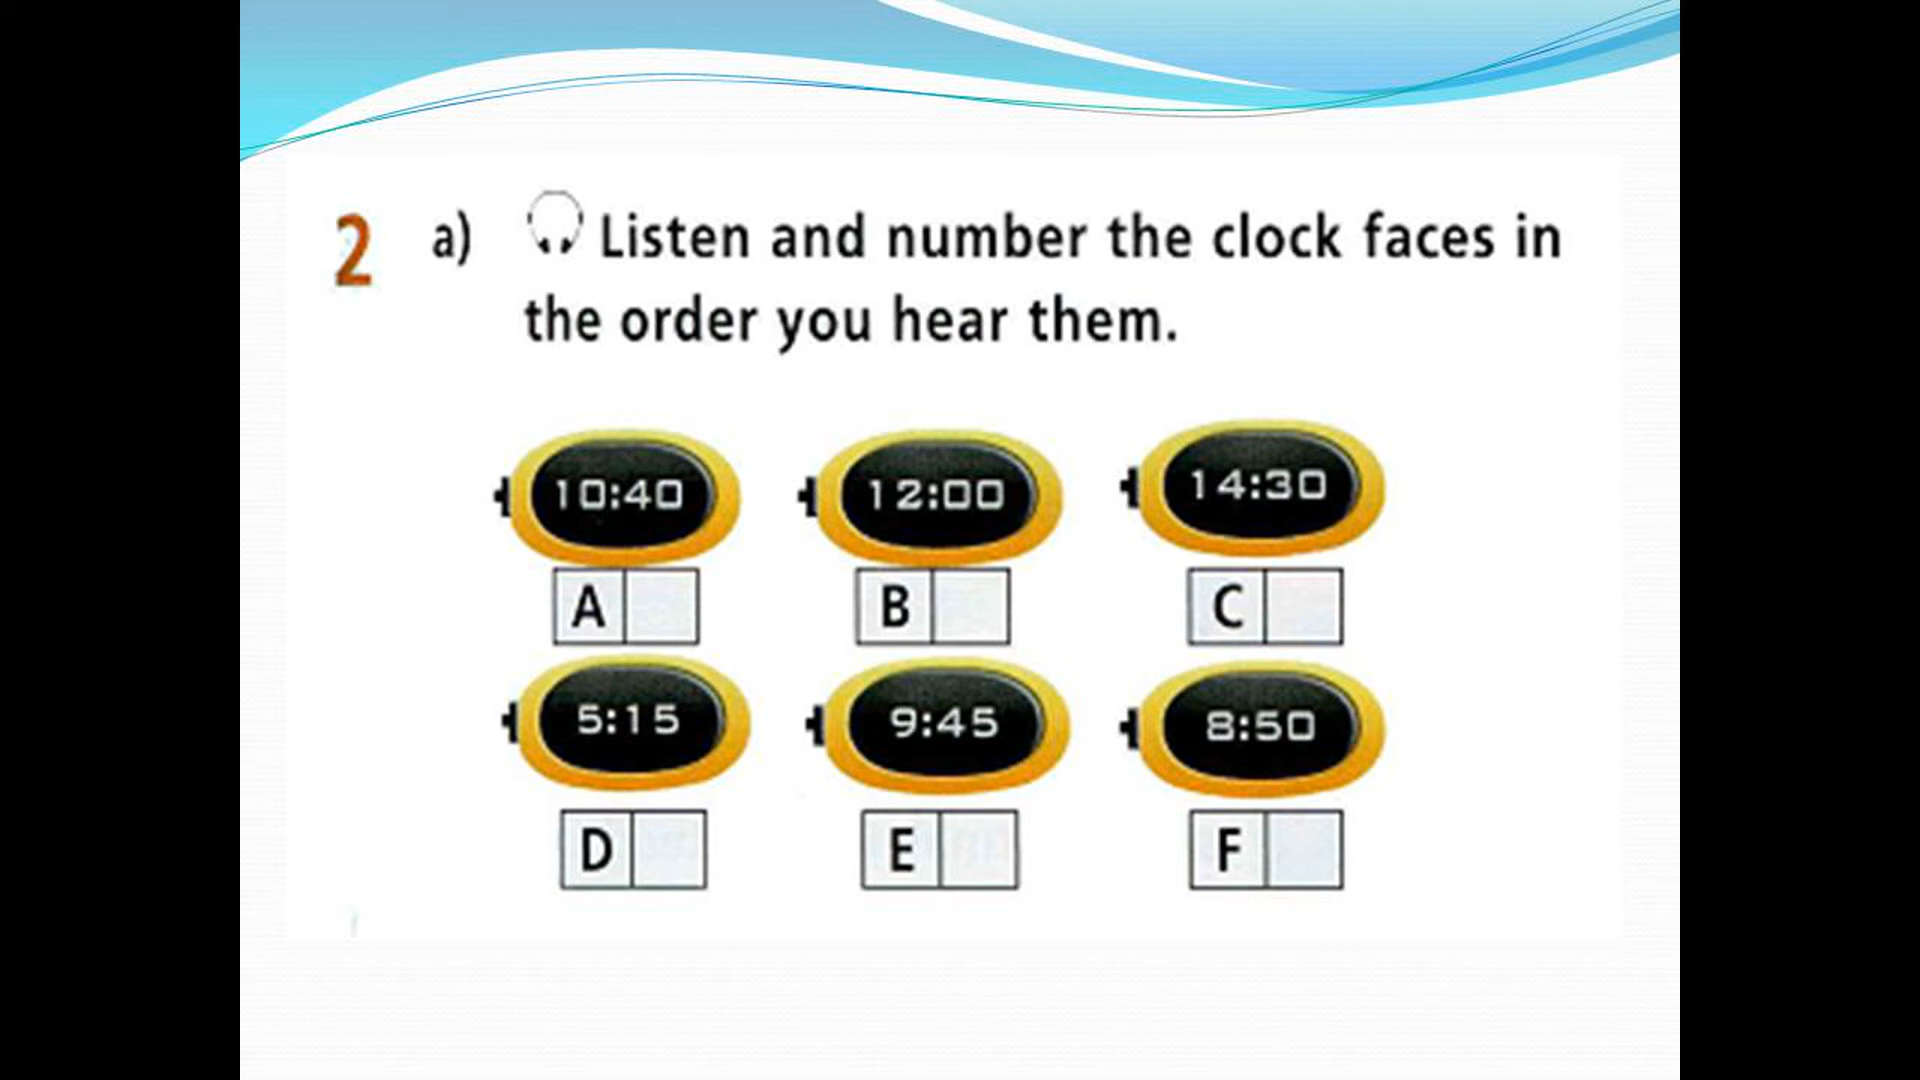 2 a) Listen and number the clock faces in
the order you hear them.
10:40 12:00 14:30
A B C
5:15 9:45 8:50
D E F